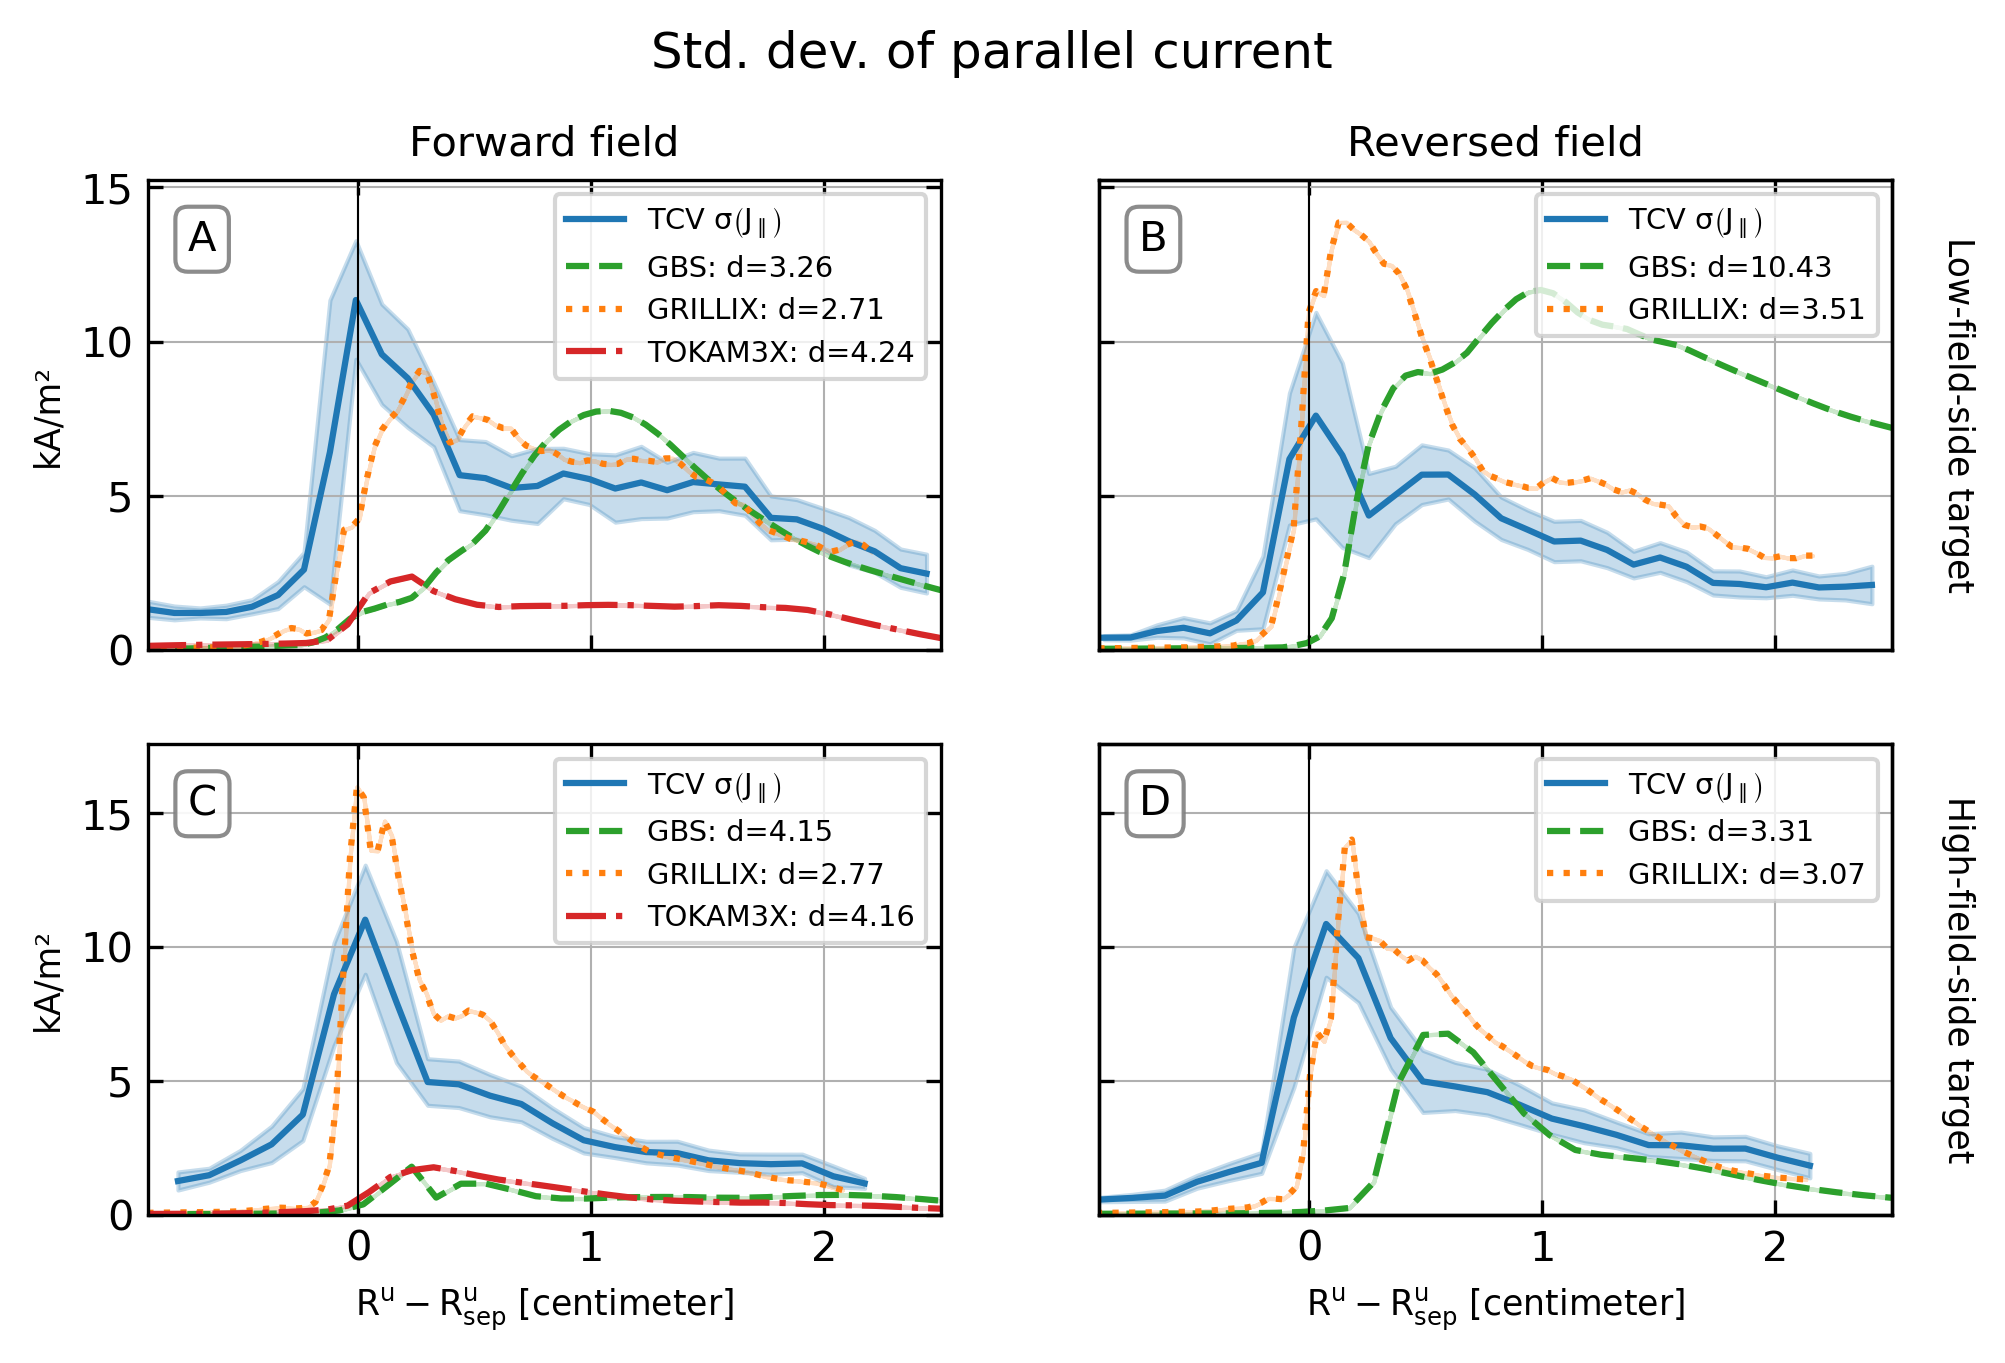 Std. dev. of parallel current
Forward field
Reversed field
15
10
5
0
kA/m²
A
TCV σ(J∥)
GBS: d=3.26
GRILLIX: d=2.71
TOKAM3X: d=4.24
B
TCV σ(J∥)
GBS: d=10.43
GRILLIX: d=3.51
Low-field-side target
15
10
5
0
kA/m²
C
TCV σ(J∥)
GBS: d=4.15
GRILLIX: d=2.77
TOKAM3X: d=4.16
D
TCV σ(J∥)
GBS: d=3.31
GRILLIX: d=3.07
High-field-side target
0 1 2
0 1 2
Rᵘ − Rᵘsep [centimeter]
Rᵘ − Rᵘsep [centimeter]